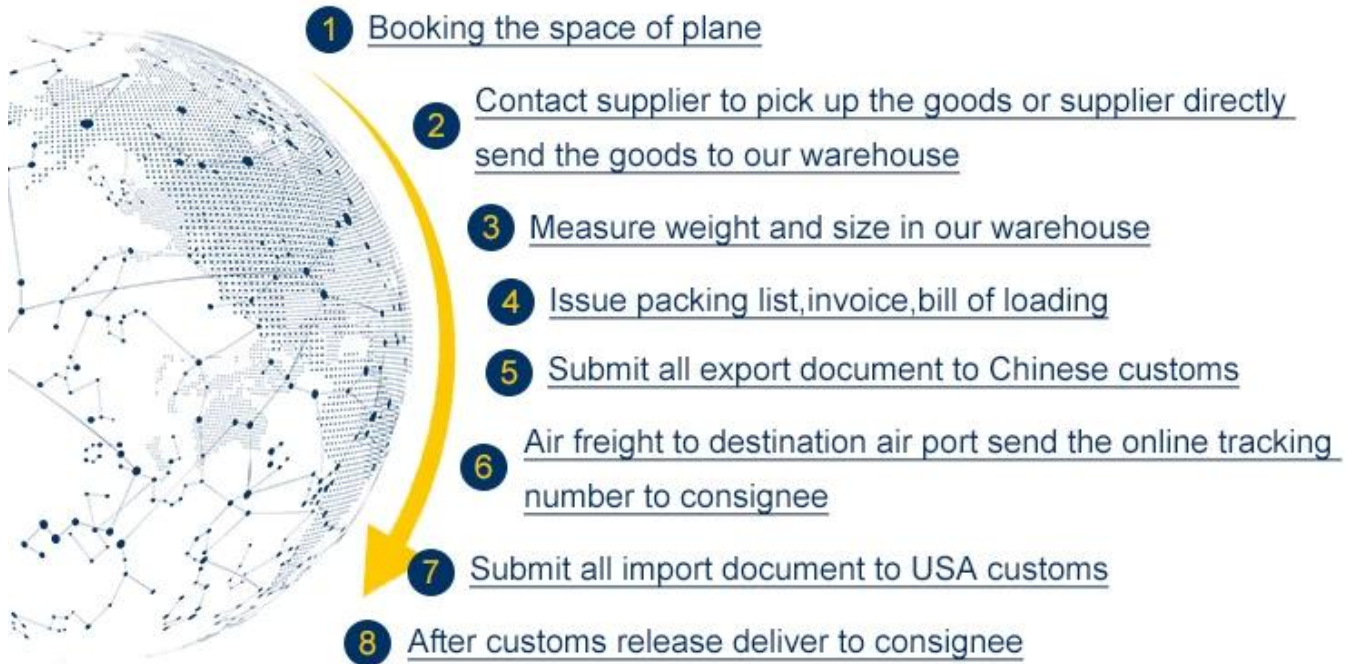 1 Booking the space of plane
2 Contact supplier to pick up the goods or supplier directly
send the goods to our warehouse
3 Measure weight and size in our warehouse
4 Issue packing list,invoice,bill of loading
5 Submit all export document to Chinese customs
6 Air freight to destination air port send the online tracking
number to consignee
7 Submit all import document to USA customs
8 After customs release deliver to consignee